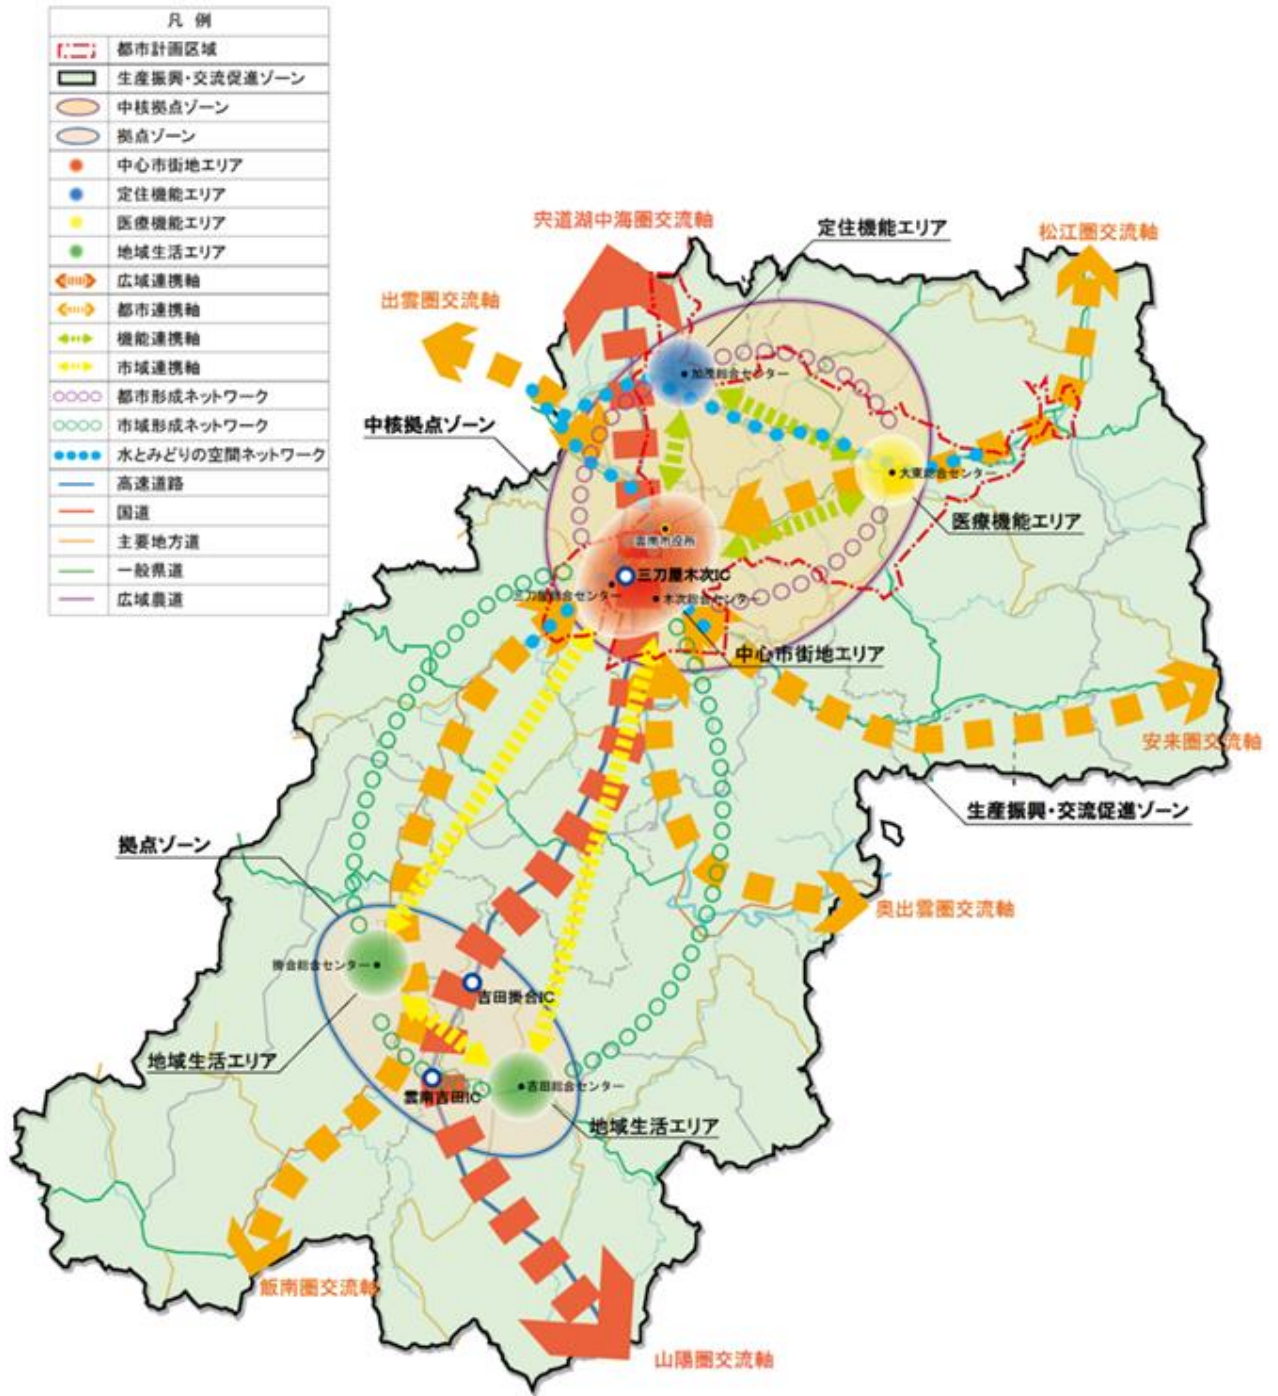 凡 例
都市計画区域
生産振興・交流促進ゾーン
中核拠点ゾーン
拠点ゾーン
中心市街地エリア
定住機能エリア
医療機能エリア
地域生活エリア
広域連携軸
都市連携軸
機能連携軸
市域連携軸
都市形成ネットワーク
市域形成ネットワーク
水とみどりの空間ネットワーク
高速道路
国道
主要地方道
一般県道
広域農道
宍道湖中海圏交流軸
定住機能エリア
松江圏交流軸
出雲圏交流軸
加茂総合センター
中核拠点ゾーン
大東総合センター
医療機能エリア
雲南市役所
三刀屋木次IC
三刀屋総合センター
木次総合センター
中心市街地エリア
安来圏交流軸
生産振興・交流促進ゾーン
拠点ゾーン
奥出雲圏交流軸
掛合総合センター
吉田掛合IC
地域生活エリア
雲南吉田IC
吉田総合センター
地域生活エリア
飯南圏交流軸
山陽圏交流軸